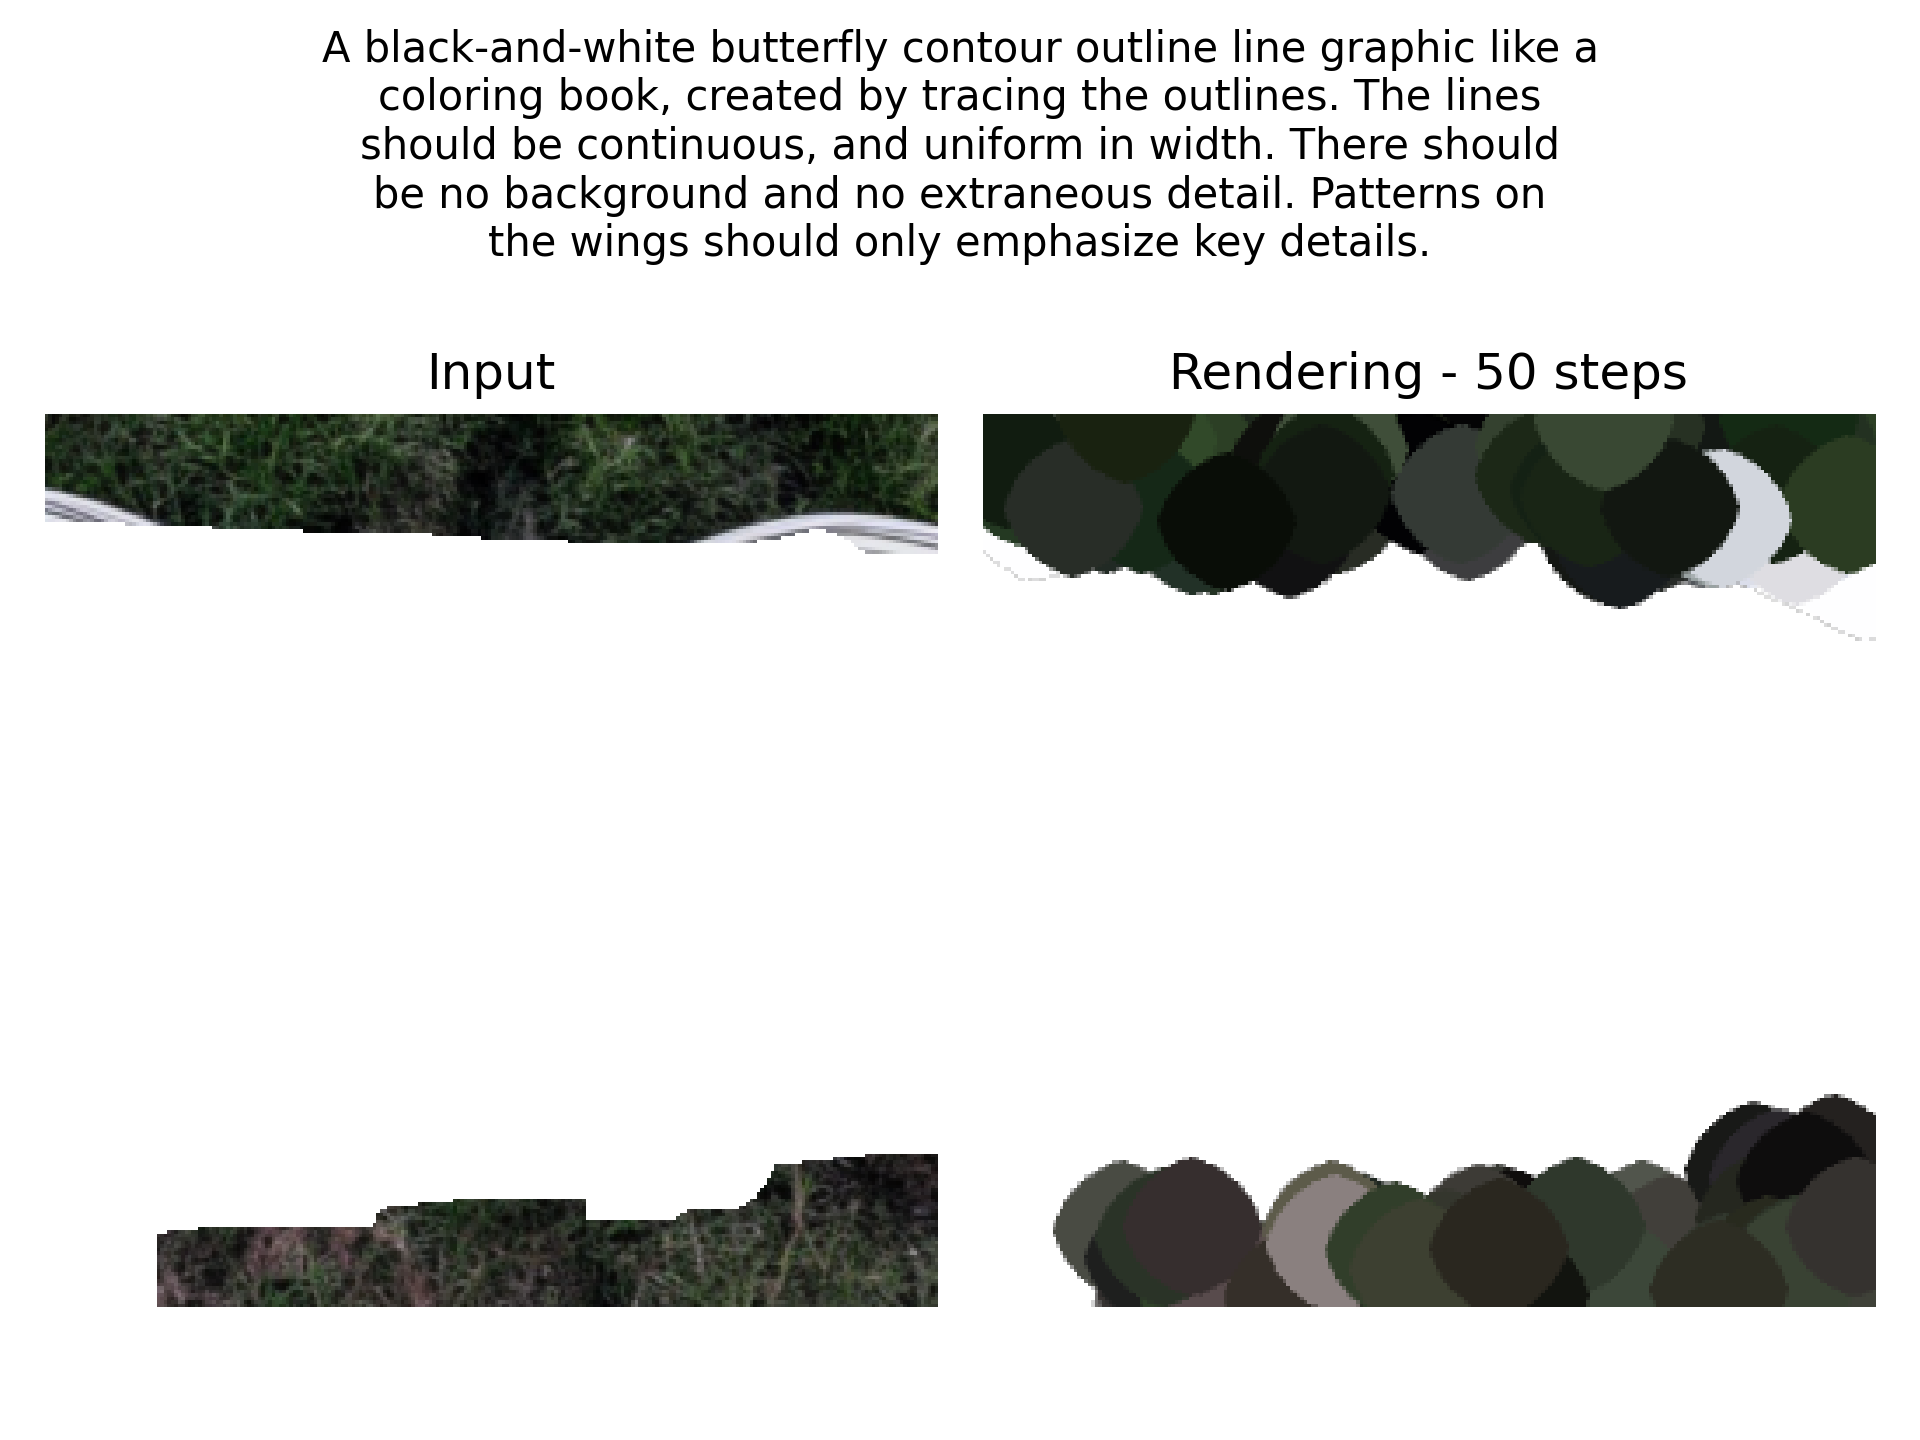 A black-and-white butterfly contour outline line graphic like a
coloring book, created by tracing the outlines. The lines
should be continuous, and uniform in width. There should
be no background and no extraneous detail. Patterns on
the wings should only emphasize key details.
Input
Rendering - 50 steps